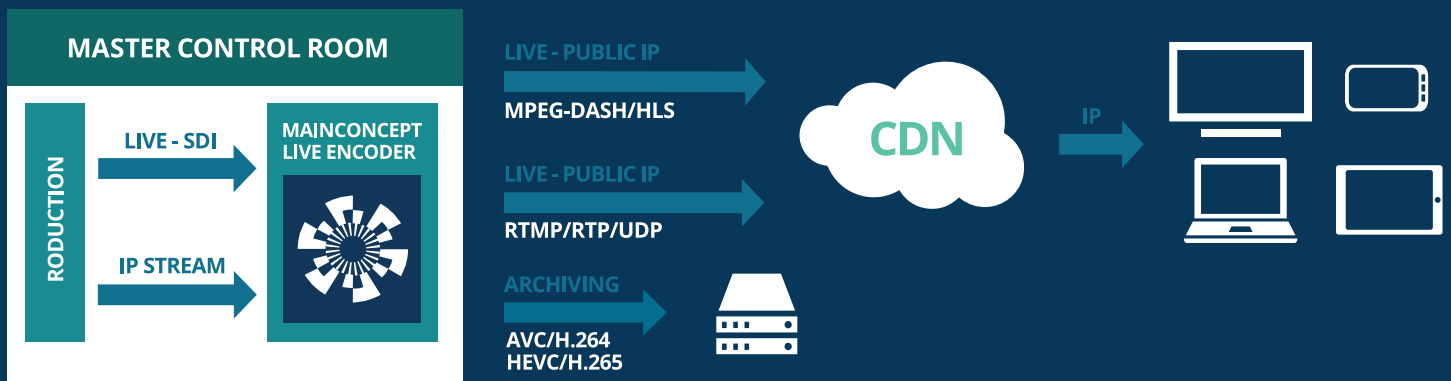 MASTER CONTROL ROOM
RODUCTION
LIVE - SDI
IP STREAM
MAINCONCEPT
LIVE ENCODER
LIVE - PUBLIC IP
MPEG-DASH/HLS
LIVE - PUBLIC IP
RTMP/RTP/UDP
ARCHIVING
AVC/H.264
HEVC/H.265
CDN
IP